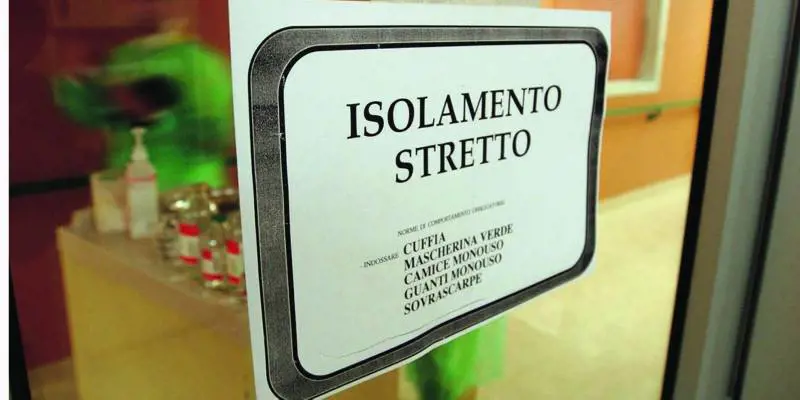 ISOLAMENTO
STRETTO
NORME DI COMPORTAMENTO OBBLIGATORIE
- INDOSSARE CUFFIA
MASCHERINA VERDE
CAMICE MONOUSO
GUANTI MONOUSO
SOVRASCARPE